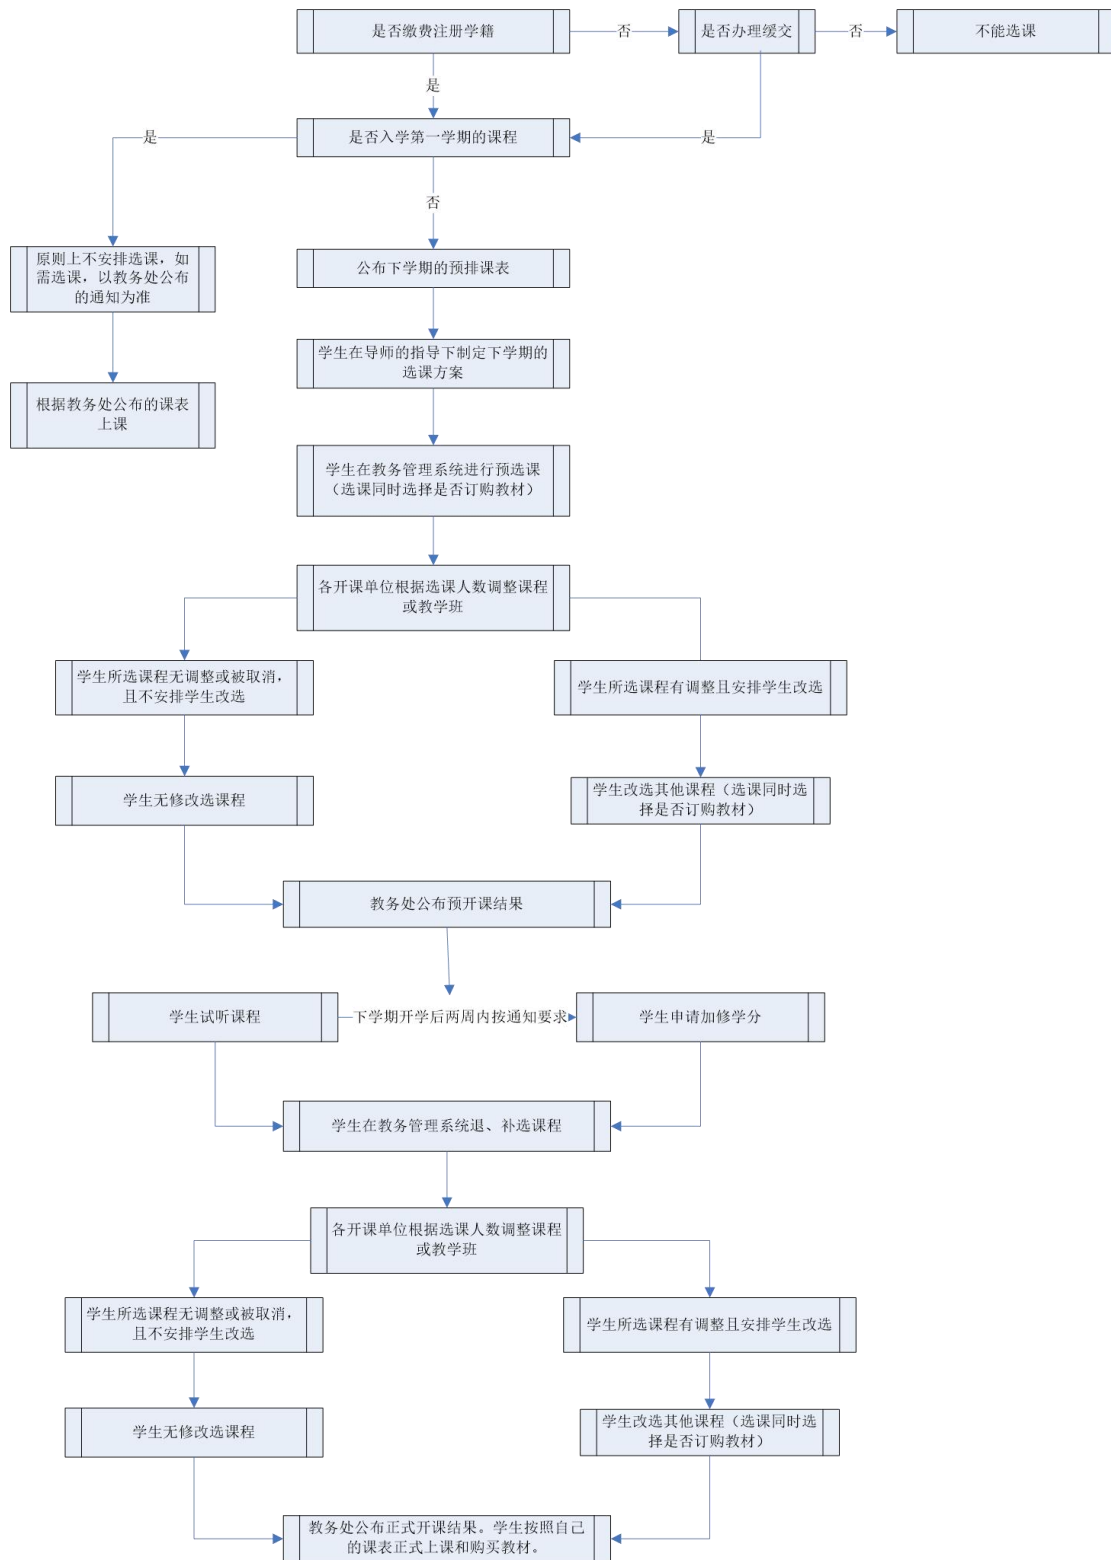 是否缴费注册学籍
否
是否办理缓交
否
不能选课
是
是否入学第一学期的课程
是
是
否
原则上不安排选课，如
需选课，以教务处公布
的通知为准
公布下学期的预排课表
学生在导师的指导下制定下学期的
选课方案
根据教务处公布的课表
上课
学生在教务管理系统进行预选课
（选课同时选择是否订购教材）
各开课单位根据选课人数调整课程
或教学班
学生所选课程无调整或被取消，
且不安排学生改选
学生所选课程有调整且安排学生改选
学生无修改选课程
学生改选其他课程（选课同时选
择是否订购教材）
教务处公布预开课结果
学生试听课程
下学期开学后两周内按通知要求
学生申请加修学分
学生在教务管理系统退、补选课程
各开课单位根据选课人数调整课程
或教学班
学生所选课程无调整或被取消，
且不安排学生改选
学生所选课程有调整且安排学生改选
学生无修改选课程
学生改选其他课程（选课同时选
择是否订购教材）
教务处公布正式开课结果。学生按照自己
的课表正式上课和购买教材。